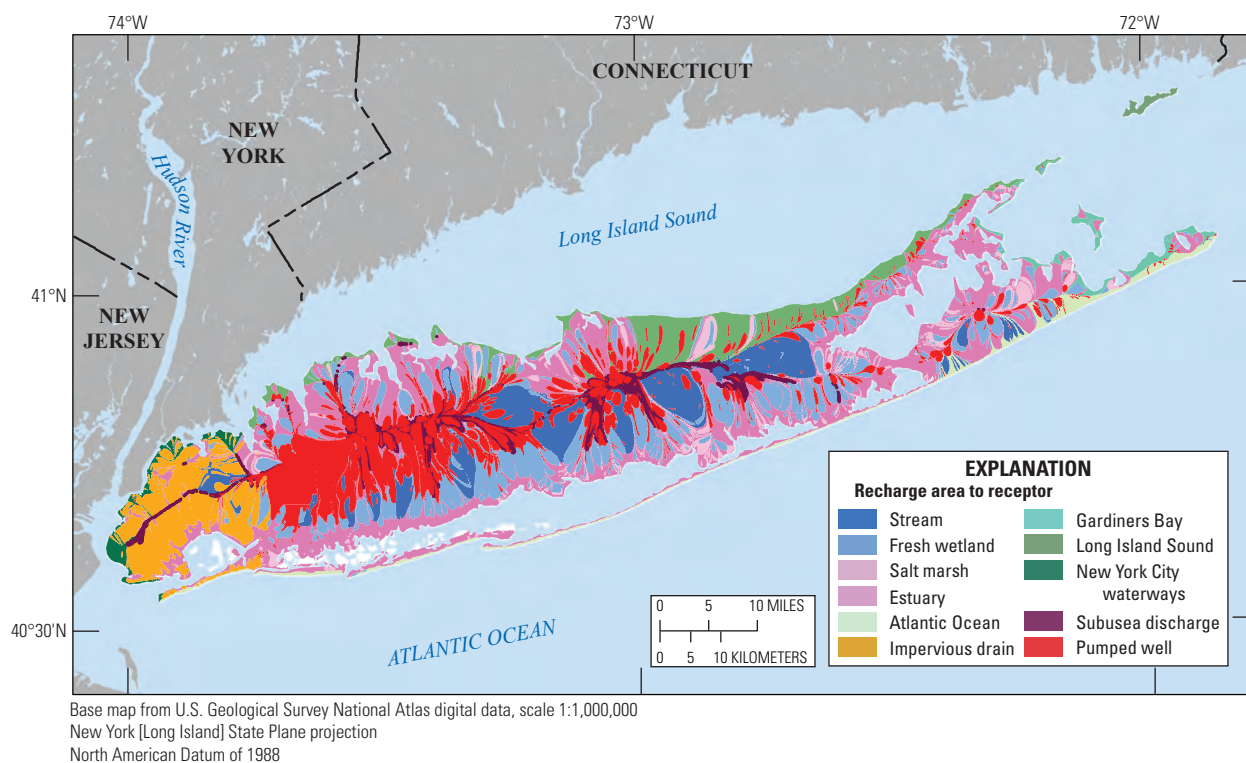 74°W
73°W
72°W
CONNECTICUT
NEW
YORK
Hudson River
Long Island Sound
41°N
NEW
JERSEY
EXPLANATION
Recharge area to receptor
Stream
Fresh wetland
Salt marsh
Estuary
Atlantic Ocean
Impervious drain
Gardiners Bay
Long Island Sound
New York City
waterways
Subusea discharge
Pumped well
0 5 10 MILES
0 5 10 KILOMETERS
40°30'N
ATLANTIC OCEAN
Base map from U.S. Geological Survey National Atlas digital data, scale 1:1,000,000
New York [Long Island] State Plane projection
North American Datum of 1988